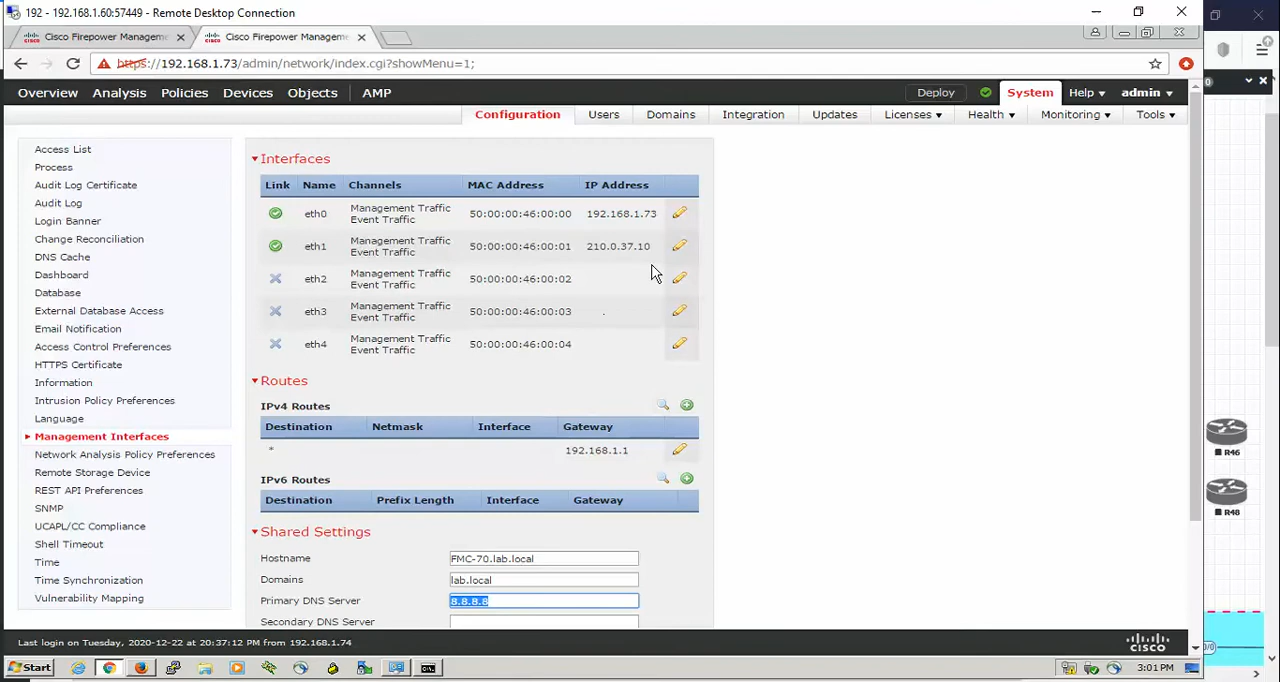 192 - 192.168.1.60:57449 - Remote Desktop Connection
Cisco Firepower Managem
Cisco Firepower Managem
https://192.168.1.73/admin/network/index.cgi?showMenu=1;
Overview Analysis Policies Devices Objects AMP Deploy System Help admin
Configuration Users Domains Integration Updates Licenses Health Monitoring Tools
Access List
Process
Audit Log Certificate
Audit Log
Login Banner
Change Reconciliation
DNS Cache
Dashboard
Database
External Database Access
Email Notification
Access Control Preferences
HTTPS Certificate
Information
Intrusion Policy Preferences
Language
Management Interfaces
Network Analysis Policy Preferences
Remote Storage Device
REST API Preferences
SNMP
UCAPL/CC Compliance
Shell Timeout
Time
Time Synchronization
Vulnerability Mapping
Interfaces
Link Name Channels MAC Address IP Address
eth0 Management Traffic Event Traffic 50:00:00:46:00:00 192.168.1.73
eth1 Management Traffic Event Traffic 50:00:00:46:00:01 210.0.37.10
eth2 Management Traffic Event Traffic 50:00:00:46:00:02
eth3 Management Traffic Event Traffic 50:00:00:46:00:03
eth4 Management Traffic Event Traffic 50:00:00:46:00:04
Routes
IPv4 Routes
Destination Netmask Interface Gateway
* 192.168.1.1
IPv6 Routes
Destination Prefix Length Interface Gateway
Shared Settings
Hostname FMC-70.lab.local
Domains lab.local
Primary DNS Server 8.8.8.8
Secondary DNS Server
Last login on Tuesday, 2020-12-22 at 20:37:12 PM from 192.168.1.74
cisco
Start
3:01 PM
R46
R48